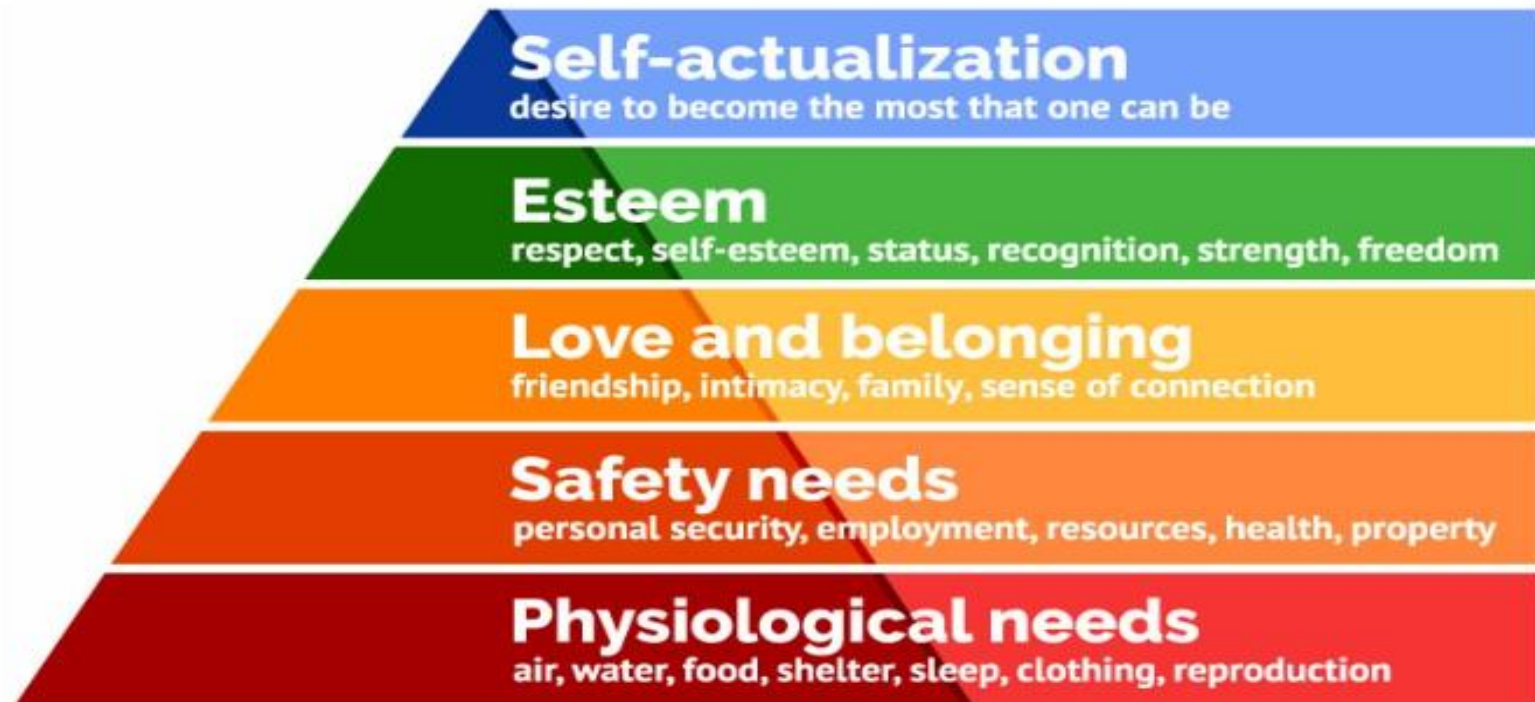 Self-actualization
desire to become the most that one can be
Esteem
respect, self-esteem, status, recognition, strength, freedom
Love and belonging
friendship, intimacy, family, sense of connection
Safety needs
personal security, employment, resources, health, property
Physiological needs
air, water, food, shelter, sleep, clothing, reproduction